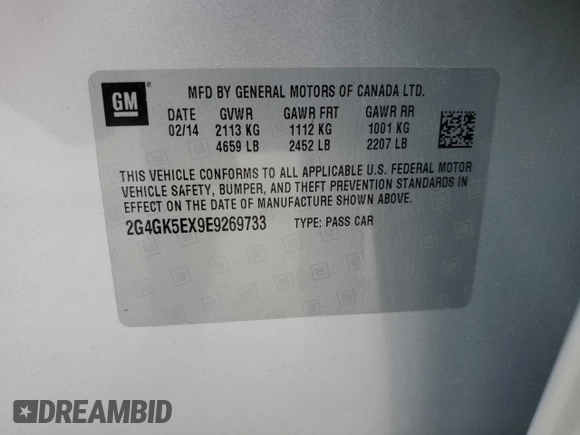 GM
MFD BY GENERAL MOTORS OF CANADA LTD.
DATE GVWR GAWR FRT GAWR RR
02/14 2113 KG 1112 KG 1001 KG
4659 LB 2452 LB 2207 LB
THIS VEHICLE CONFORMS TO ALL APPLICABLE U.S. FEDERAL MOTOR
VEHICLE SAFETY, BUMPER, AND THEFT PREVENTION STANDARDS IN
EFFECT ON THE DATE OF MANUFACTURE SHOWN ABOVE.
2G4GK5EX9E9269733 TYPE: PASS CAR
DREAMBID